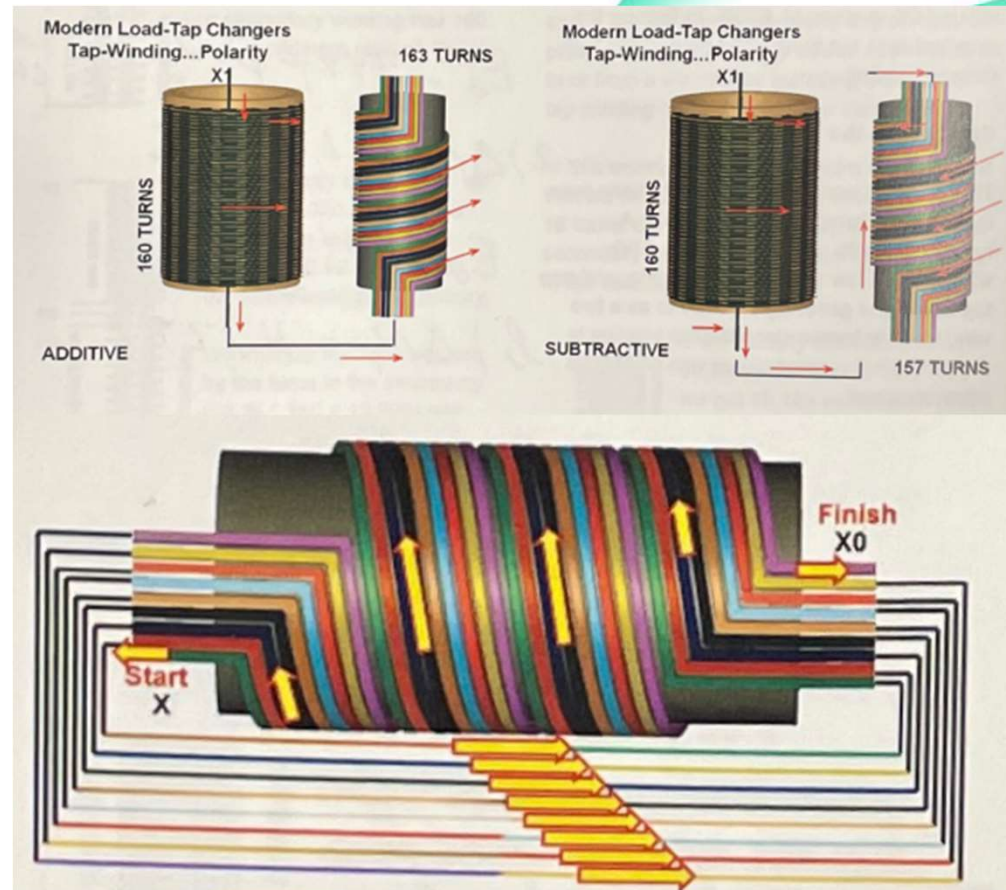 Modern Load-Tap Changers
Tap-Winding...Polarity
X1
163 TURNS
160 TURNS
ADDITIVE
Modern Load-Tap Changers
Tap-Winding...Polarity
X1
160 TURNS
SUBTRACTIVE
157 TURNS
Finish
X0
Start
X